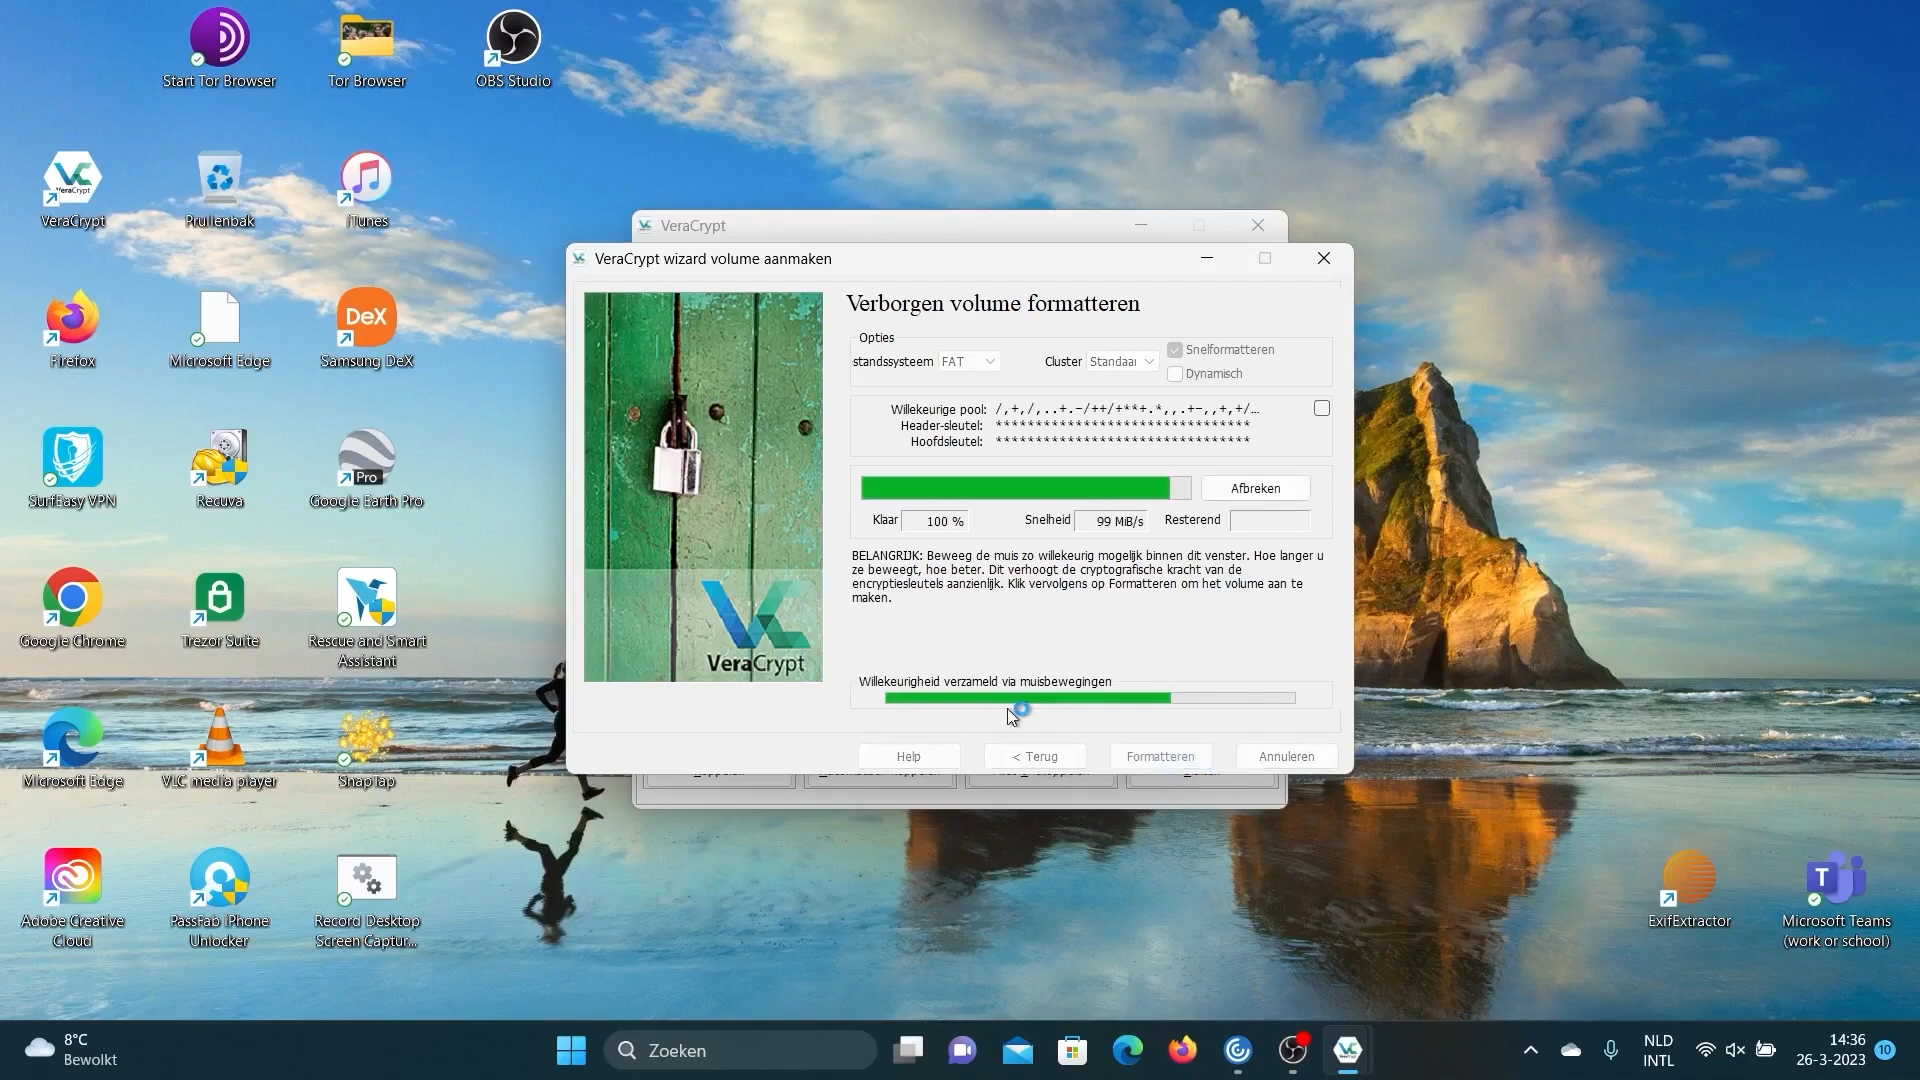 Start Tor Browser
Tor Browser
OBS Studio
VeraCrypt
Prullenbak
iTunes
Firefox
Microsoft Edge
DeX
Samsung DeX
SurfEasy VPN
Recuva
Pro
Google Earth Pro
Google Chrome
Trezor Suite
Rescue and Smart
Assistant
Microsoft Edge
VLC media player
SnapTap
Adobe Creative
Cloud
PassFab iPhone
Unlocker
Record Desktop
Screen Captur...
VeraCrypt
VeraCrypt wizard volume aanmaken
Verborgen volume formatteren
Opties
standssysteem FAT
Cluster Standaar
Snelformatteren
Dynamisch
Willekeurige pool: /,+,/,..+.-/++/+***+.*,,.+-,,+,+/...
Header-sleutel: ********************************
Hoofdsleutel: ********************************
Afbreken
Klaar 100 % Snelheid 99 MiB/s Resterend
BELANGRIJK: Beweeg de muis zo willekeurig mogelijk binnen dit venster. Hoe langer u
ze beweegt, hoe beter. Dit verhoogt de cryptografische kracht van de
encryptiesleutels aanzienlijk. Klik vervolgens op Formatteren om het volume aan te
maken.
VeraCrypt
Willekeurigheid verzameld via muisbewegingen
Help
< Terug
Formatteren
Annuleren
ExifExtractor
T
Microsoft Teams
(work or school)
8°C
Bewolkt
Zoeken
NLD
INTL
14:36
26-3-2023
10